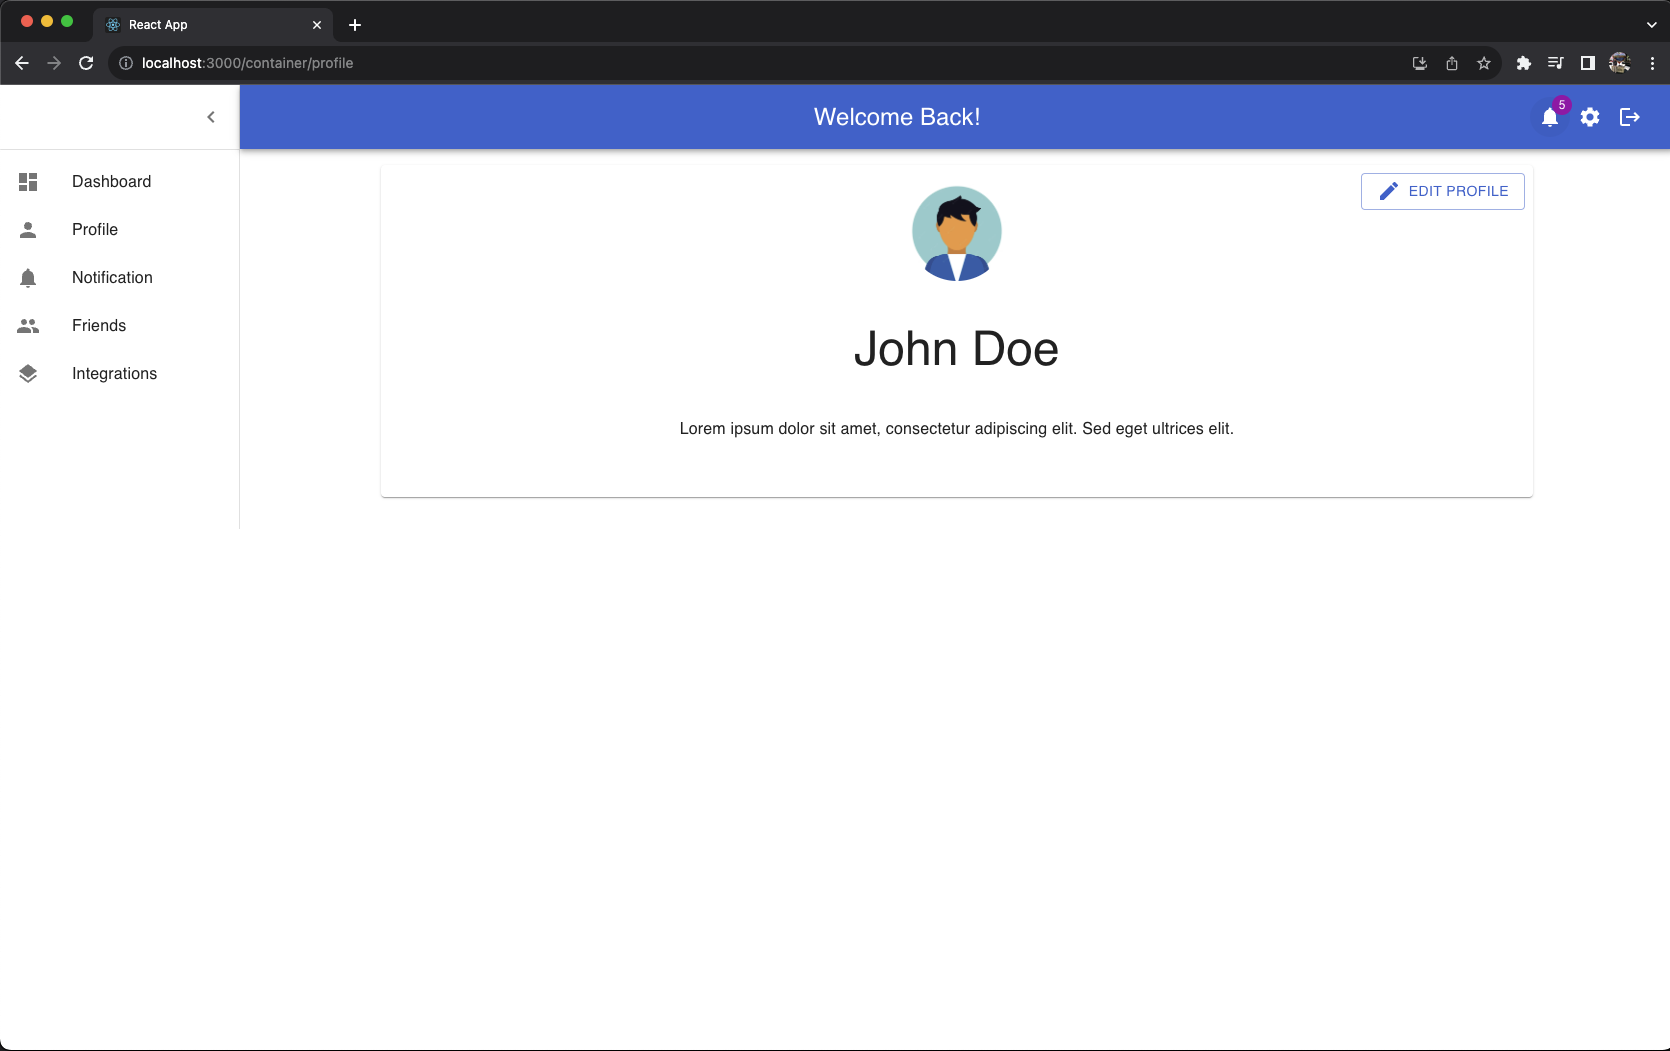 React App
localhost:3000/container/profile
Welcome Back!
5
Dashboard
Profile
Notification
Friends
Integrations
EDIT PROFILE
John Doe
Lorem ipsum dolor sit amet, consectetur adipiscing elit. Sed eget ultrices elit.